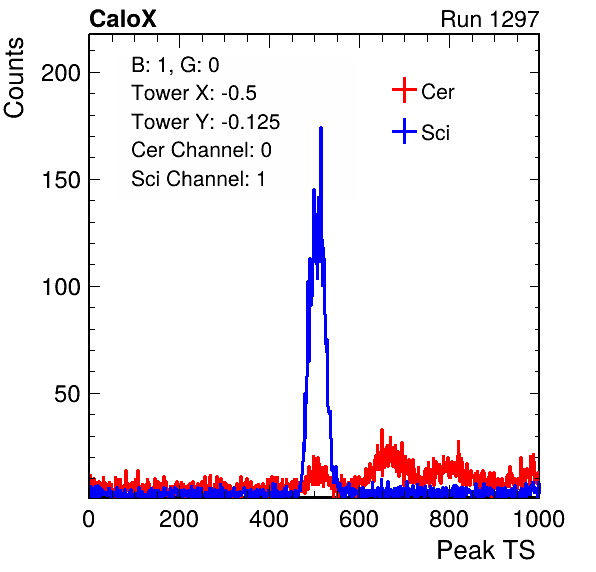 CaloX Run 1297
Counts
B: 1, G: 0
Tower X: -0.5
Tower Y: -0.125
Cer Channel: 0
Sci Channel: 1
Cer
Sci
200
150
100
50
0 200 400 600 800 1000
Peak TS